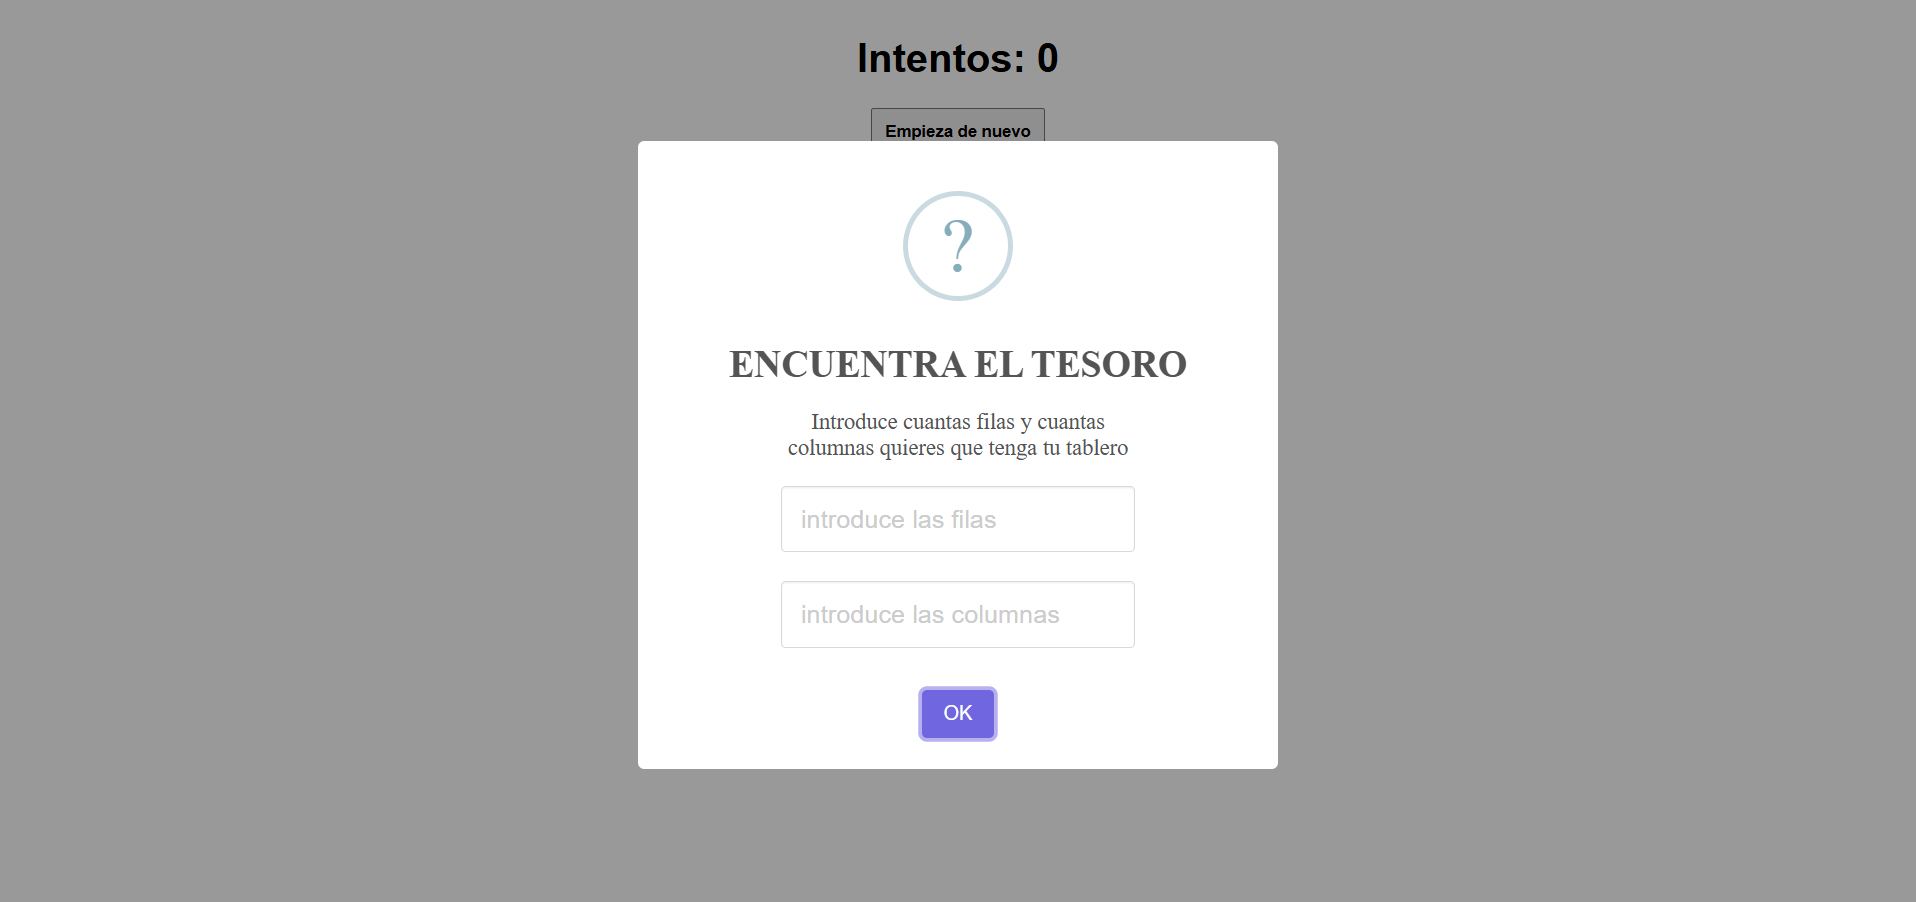 Intentos: 0
Empieza de nuevo
?
ENCUENTRA EL TESORO
Introduce cuantas filas y cuantas
columnas quieres que tenga tu tablero
introduce las filas
introduce las columnas
OK